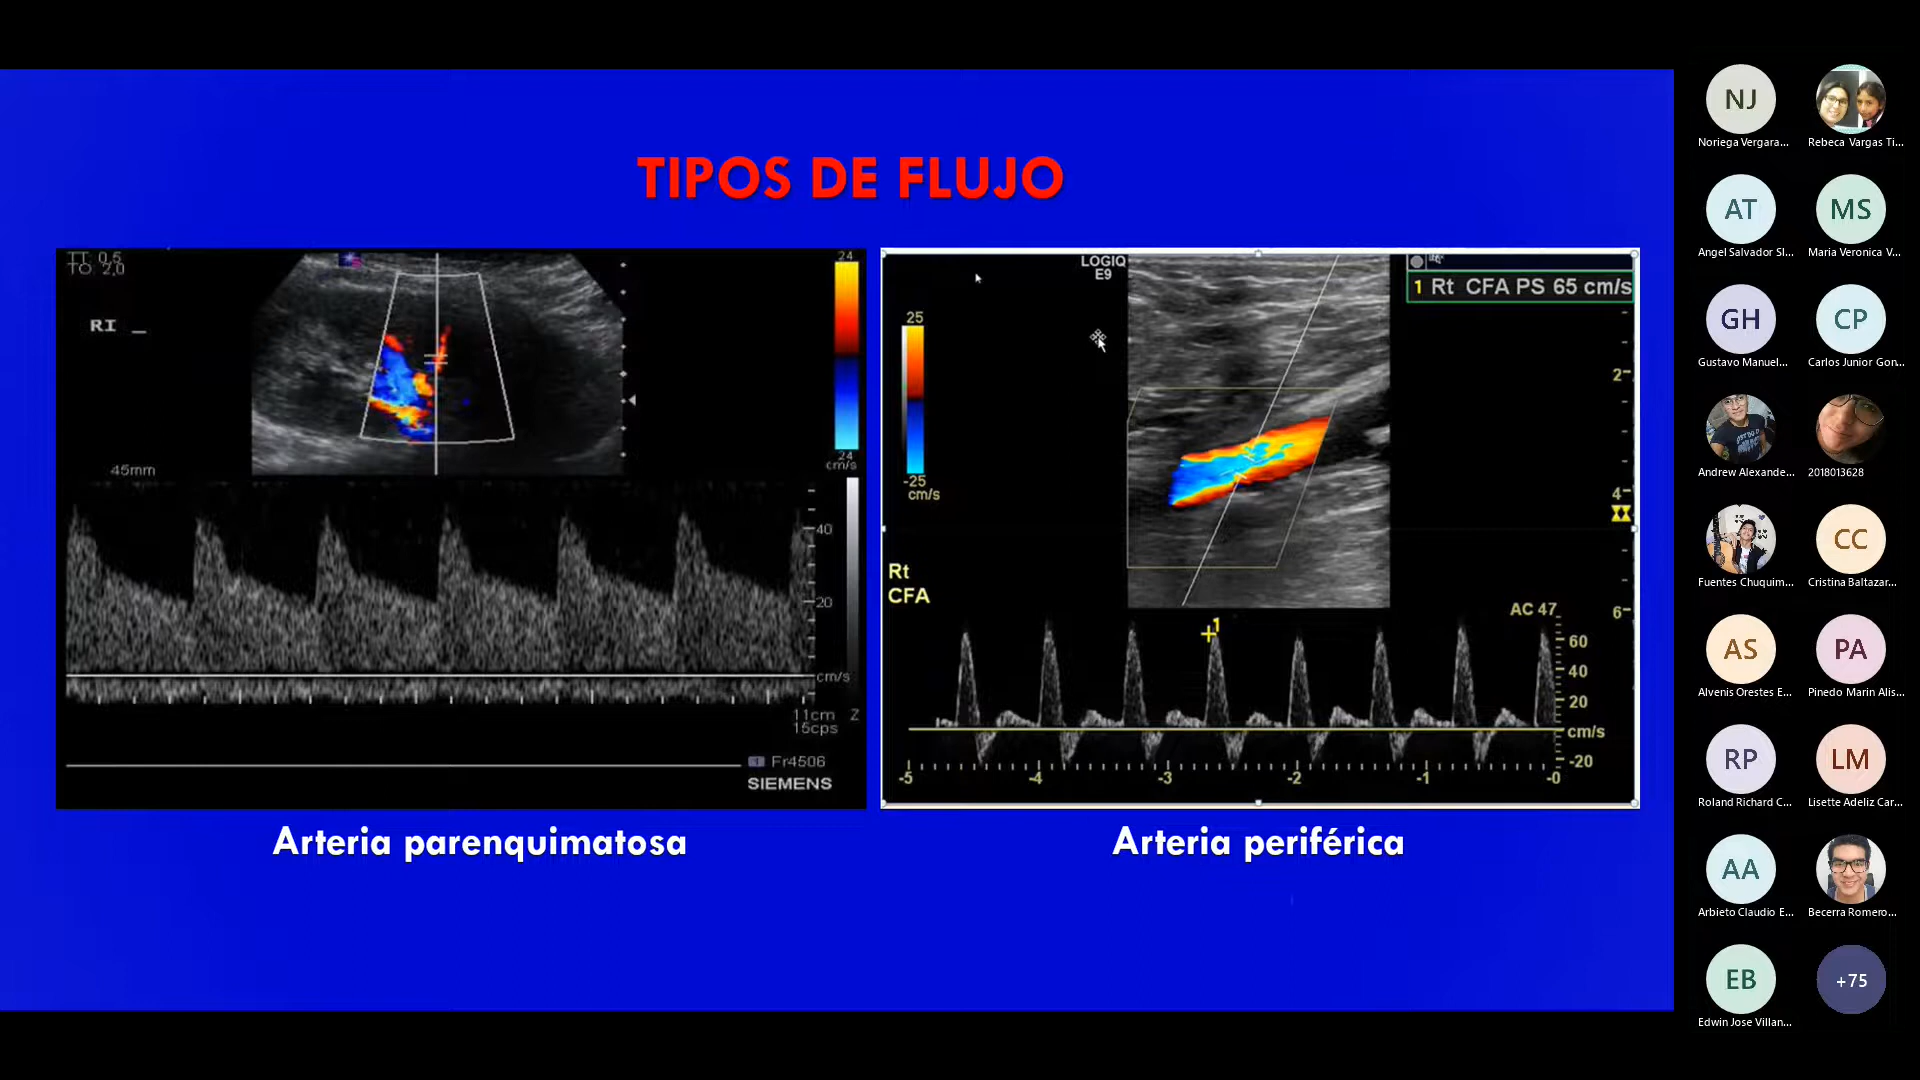 TIPOS DE FLUJO
TT: 0,5
TO: 2,0
RI _
45mm
24
24
cm/s
40
20
cm/s
11cm Z
15cps
Fr4506
SIEMENS
Arteria parenquimatosa
LOGIQ
E9
1 Rt CFA PS 65 cm/s
25
-25
cm/s
2-
4-
6-
Rt
CFA
1
AC 47
60
40
20
cm/s
-20
-5 -4 -3 -2 -1 -0
Arteria periférica
NJ
Noriega Vergara...
Rebeca Vargas Ti...
AT
Angel Salvador SI...
MS
Maria Veronica V...
GH
Gustavo Manuel...
CP
Carlos Junior Gon...
Andrew Alexande...
2018013628
Fuentes Chuquim...
CC
Cristina Baltazar...
AS
Alvenis Orestes E...
PA
Pinedo Marin Alis...
RP
Roland Richard C...
LM
Lisette Adeliz Car...
AA
Arbieto Claudio E...
Becerra Romero...
EB
Edwin Jose Villan...
+75